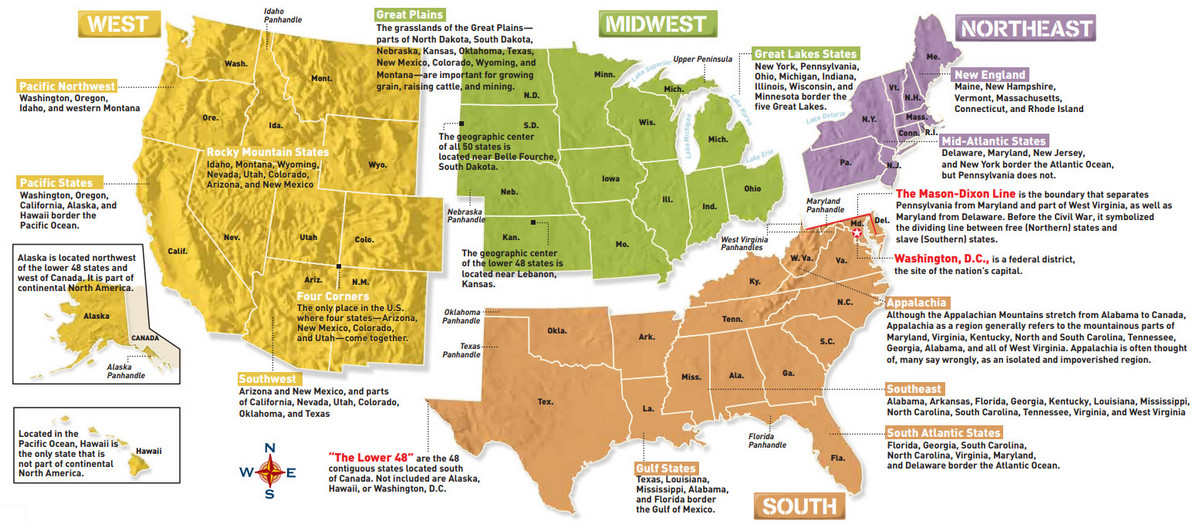 WEST
Idaho
Panhandle
Great Plains
The grasslands of the Great Plains—
parts of North Dakota, South Dakota,
Nebraska, Kansas, Oklahoma, Texas,
New Mexico, Colorado, Wyoming, and
Montana—are important for growing
grain, raising cattle, and mining.
MIDWEST
NORTHEAST
Great Lakes States
New York, Pennsylvania,
Ohio, Michigan, Indiana,
Illinois, Wisconsin, and
Minnesota border the
five Great Lakes.
Upper Peninsula
Lake Superior
Lake Michigan
Lake Huron
Lake Erie
Lake Ontario
New England
Maine, New Hampshire,
Vermont, Massachusetts,
Connecticut, and Rhode Island
Mid-Atlantic States
Delaware, Maryland, New Jersey,
and New York border the Atlantic Ocean,
but Pennsylvania does not.
Me.
Vt.
N.H.
Mass.
Conn.
R.I.
N.Y.
Pa.
N.J.
Pacific Northwest
Washington, Oregon,
Idaho, and western Montana
Wash.
Mont.
Ore.
Ida.
Wyo.
Rocky Mountain States
Idaho, Montana, Wyoming,
Nevada, Utah, Colorado,
Arizona, and New Mexico
Pacific States
Washington, Oregon,
California, Alaska, and
Hawaii border the
Pacific Ocean.
Calif.
Nev.
Utah
Colo.
Ariz.
N.M.
Four Corners
The only place in the U.S.
where four states—Arizona,
New Mexico, Colorado,
and Utah—come together.
N.D.
Minn.
S.D.
The geographic center
of all 50 states is
located near Belle Fourche,
South Dakota.
Wis.
Mich.
Mich.
Neb.
Iowa
Ill.
Ind.
Ohio
Nebraska
Panhandle
Kan.
Mo.
The geographic center
of the lower 48 states is
located near Lebanon,
Kansas.
Maryland
Panhandle
West Virginia
Panhandles
The Mason-Dixon Line is the boundary that separates
Pennsylvania from Maryland and part of West Virginia, as well as
Maryland from Delaware. Before the Civil War, it symbolized
the dividing line between free (Northern) states and
slave (Southern) states.
Md.
Del.
Washington, D.C., is a federal district,
the site of the nation's capital.
W. Va.
Va.
Ky.
N.C.
Tenn.
S.C.
Appalachia
Although the Appalachian Mountains stretch from Alabama to Canada,
Appalachia as a region generally refers to the mountainous parts of
Maryland, Virginia, Kentucky, North and South Carolina, Tennessee,
Georgia, Alabama, and all of West Virginia. Appalachia is often thought
of, many say wrongly, as an isolated and impoverished region.
Alaska is located northwest
of the lower 48 states and
west of Canada. It is part of
continental North America.
Alaska
CANADA
Alaska
Panhandle
Oklahoma
Panhandle
Texas
Panhandle
Okla.
Ark.
Tex.
La.
Miss.
Ala.
Ga.
Fla.
Southwest
Arizona and New Mexico, and parts
of California, Nevada, Utah, Colorado,
Oklahoma, and Texas
Southeast
Alabama, Arkansas, Florida, Georgia, Kentucky, Louisiana, Mississippi,
North Carolina, South Carolina, Tennessee, Virginia, and West Virginia
Located in the
Pacific Ocean, Hawaii is
the only state that is
not part of continental
North America.
Hawaii
N
W
E
S
"The Lower 48" are the 48
contiguous states located south
of Canada. Not included are Alaska,
Hawaii, or Washington, D.C.
Florida
Panhandle
South Atlantic States
Florida, Georgia, South Carolina,
North Carolina, Virginia, Maryland,
and Delaware border the Atlantic Ocean.
Gulf States
Texas, Louisiana,
Mississippi, Alabama,
and Florida border
the Gulf of Mexico.
SOUTH